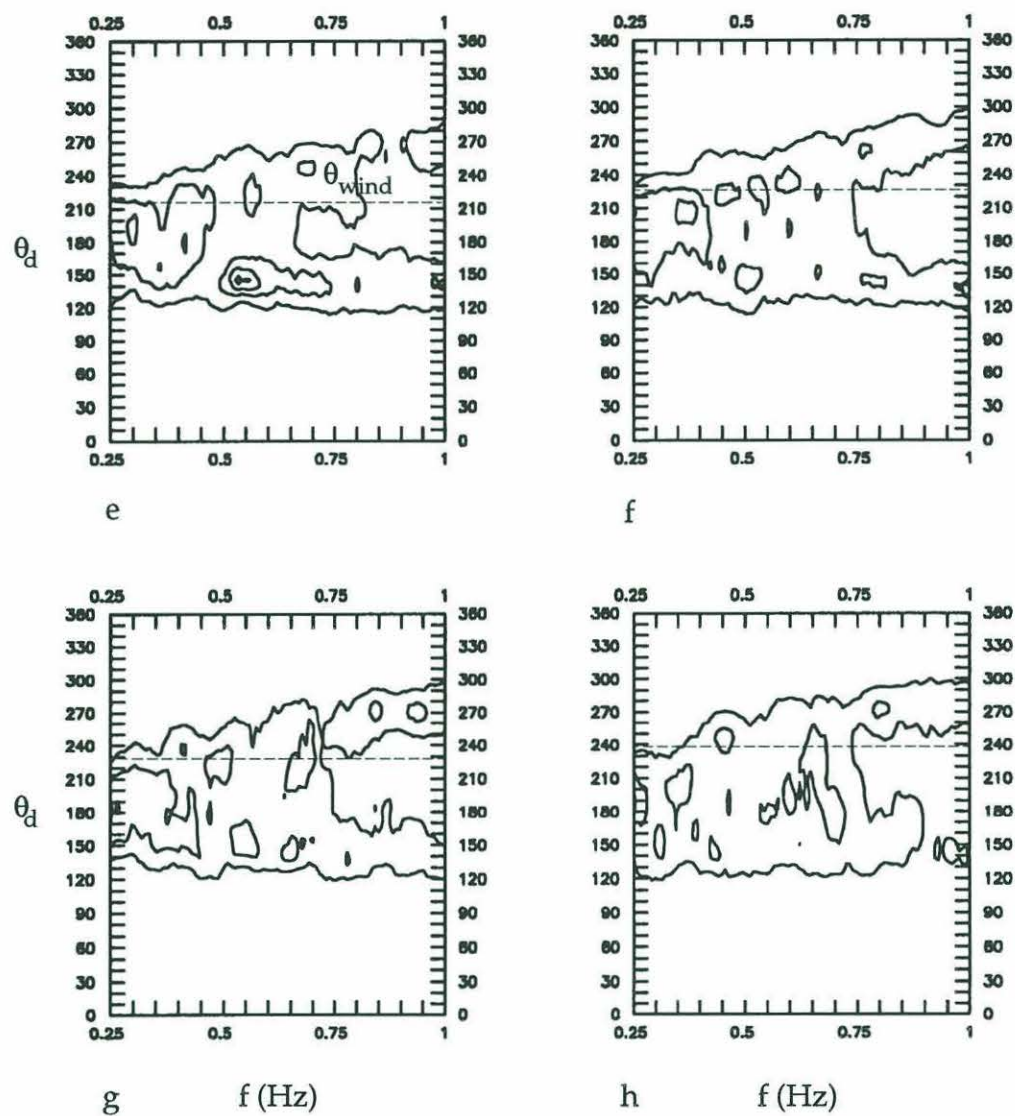 0.25 0.5 0.75 1 0.25 0.5 0.75 1
360 360 360 360
330 330 330 330
300 300 300 300
270 270 270 270
240 θwind 240 240 240
210 210 210 210
θd 180 180 180 180
150 150 150 150
120 120 120 120
90 90 90 90
60 60 60 60
30 30 30 30
0 0 0 0
0.25 0.5 0.75 1 0.25 0.5 0.75 1
e f
0.25 0.5 0.75 1 0.25 0.5 0.75 1
360 360 360 360
330 330 330 330
300 300 300 300
270 270 270 270
240 240 240 240
210 210 210 210
θd 180 180 180 180
150 150 150 150
120 120 120 120
90 90 90 90
60 60 60 60
30 30 30 30
0 0 0 0
0.25 0.5 0.75 1 0.25 0.5 0.75 1
g f (Hz) h f (Hz)